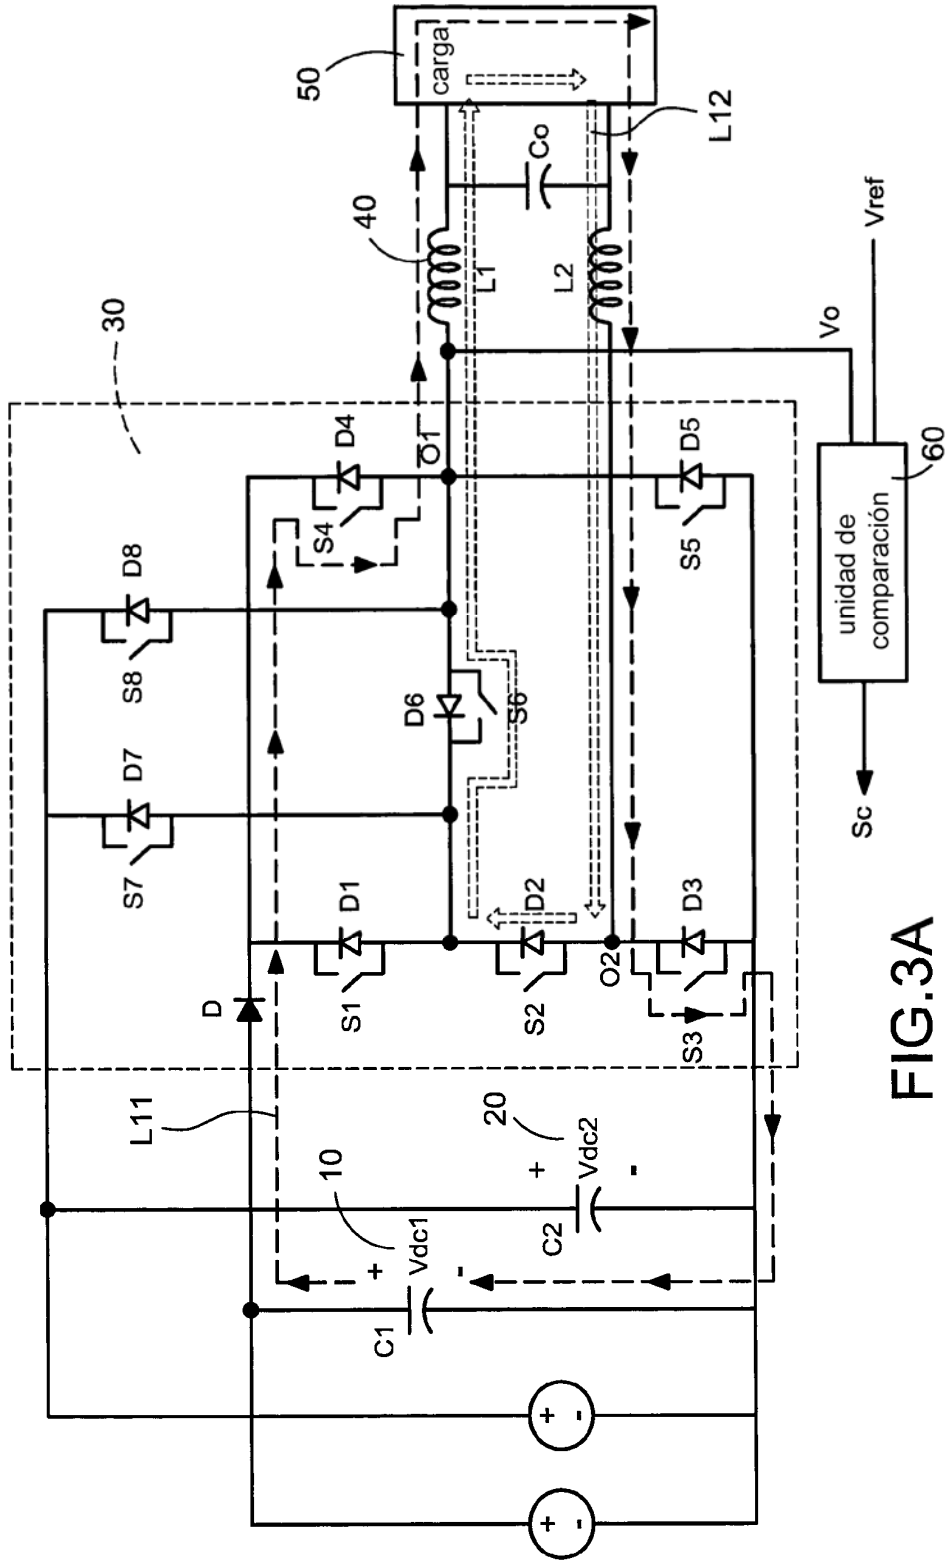 30
40
50
carga
S7
D7
S8
D8
D
S1
D1
S4
D4
O1
D6
S6
L1
L2
Co
L12
S2
D2
O2
S3
D3
S5
D5
L11
10
20
C1
Vdc1
+
-
C2
Vdc2
+
-
+
-
+
-
Vo
Vref
unidad de
comparación
60
Sc
FIG.3A